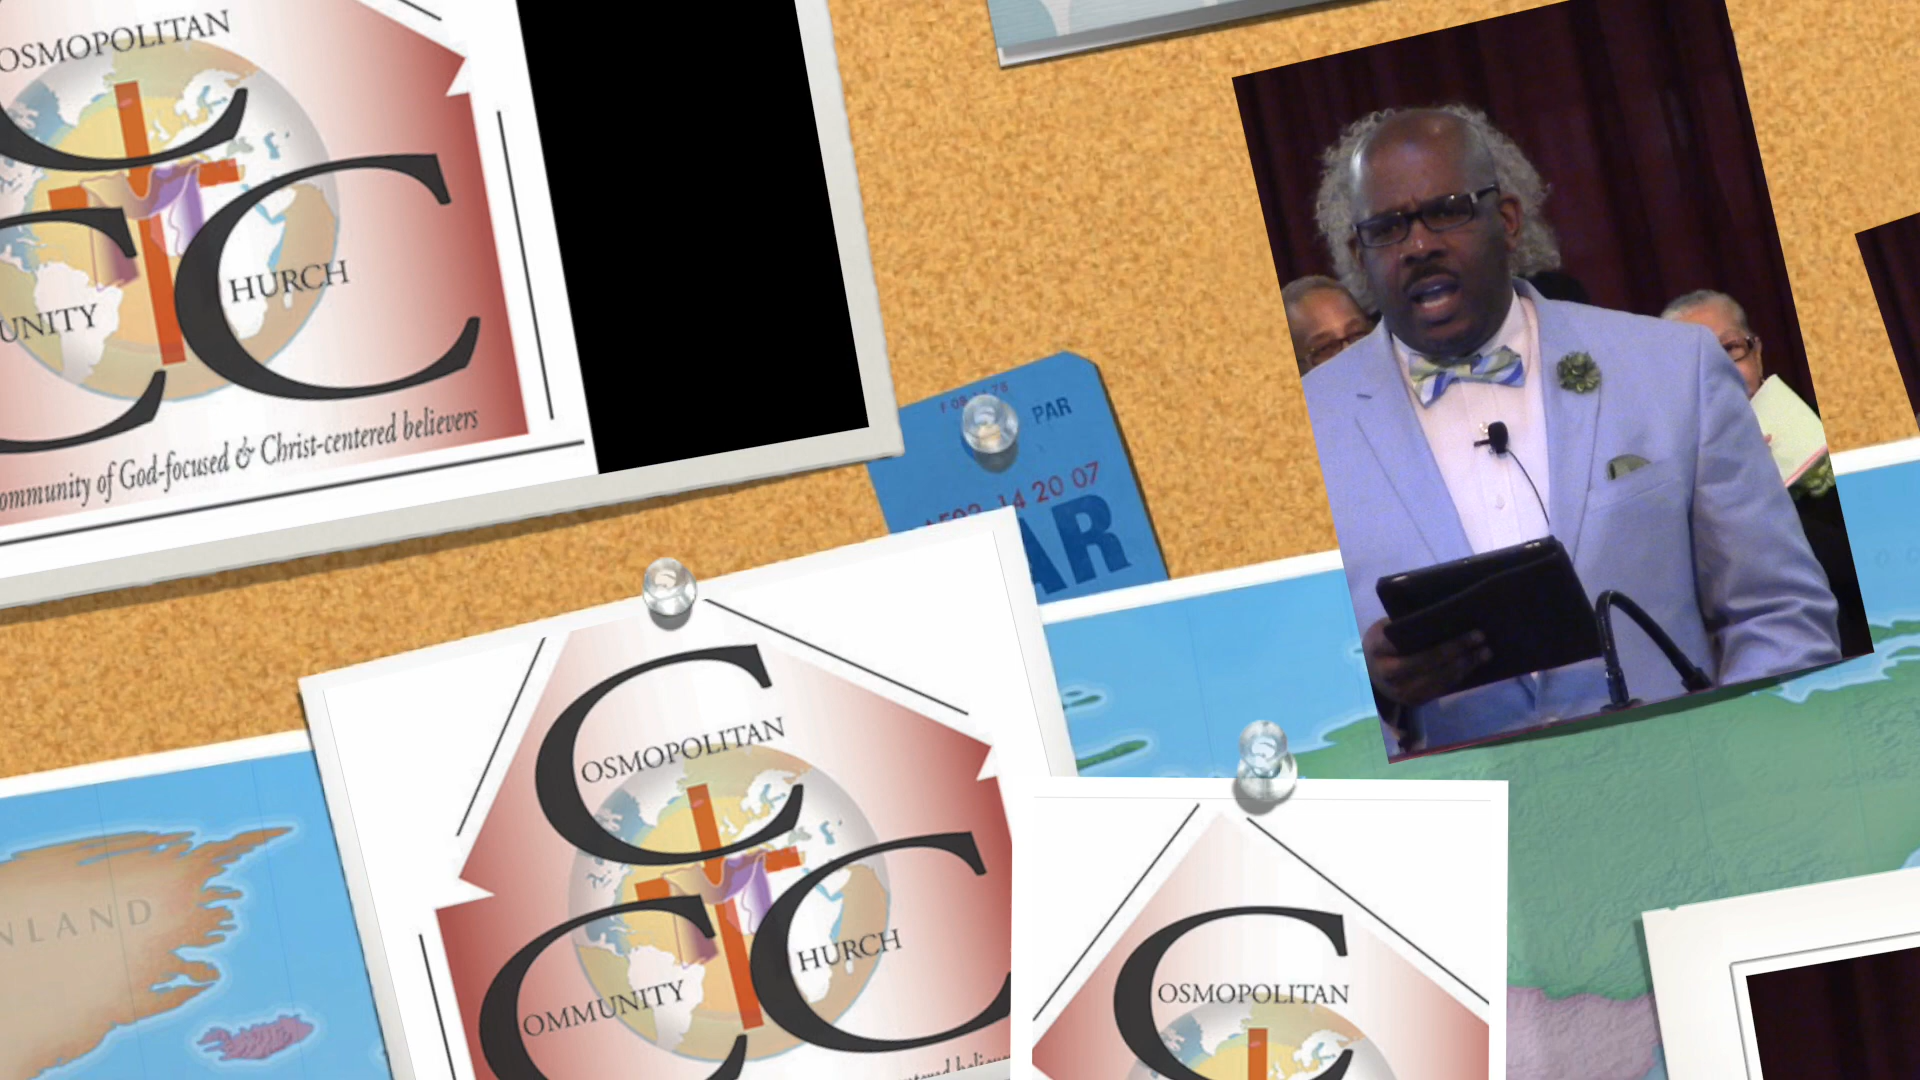 OSMOPOLITAN
C
C
UNITY
HURCH
C
ommunity of God-focused & Christ-centered believers
PAR
14 20 07
AR
C
OSMOPOLITAN
C
C
OMMUNITY
HURCH
NLAND
C
OSMOPOLITAN